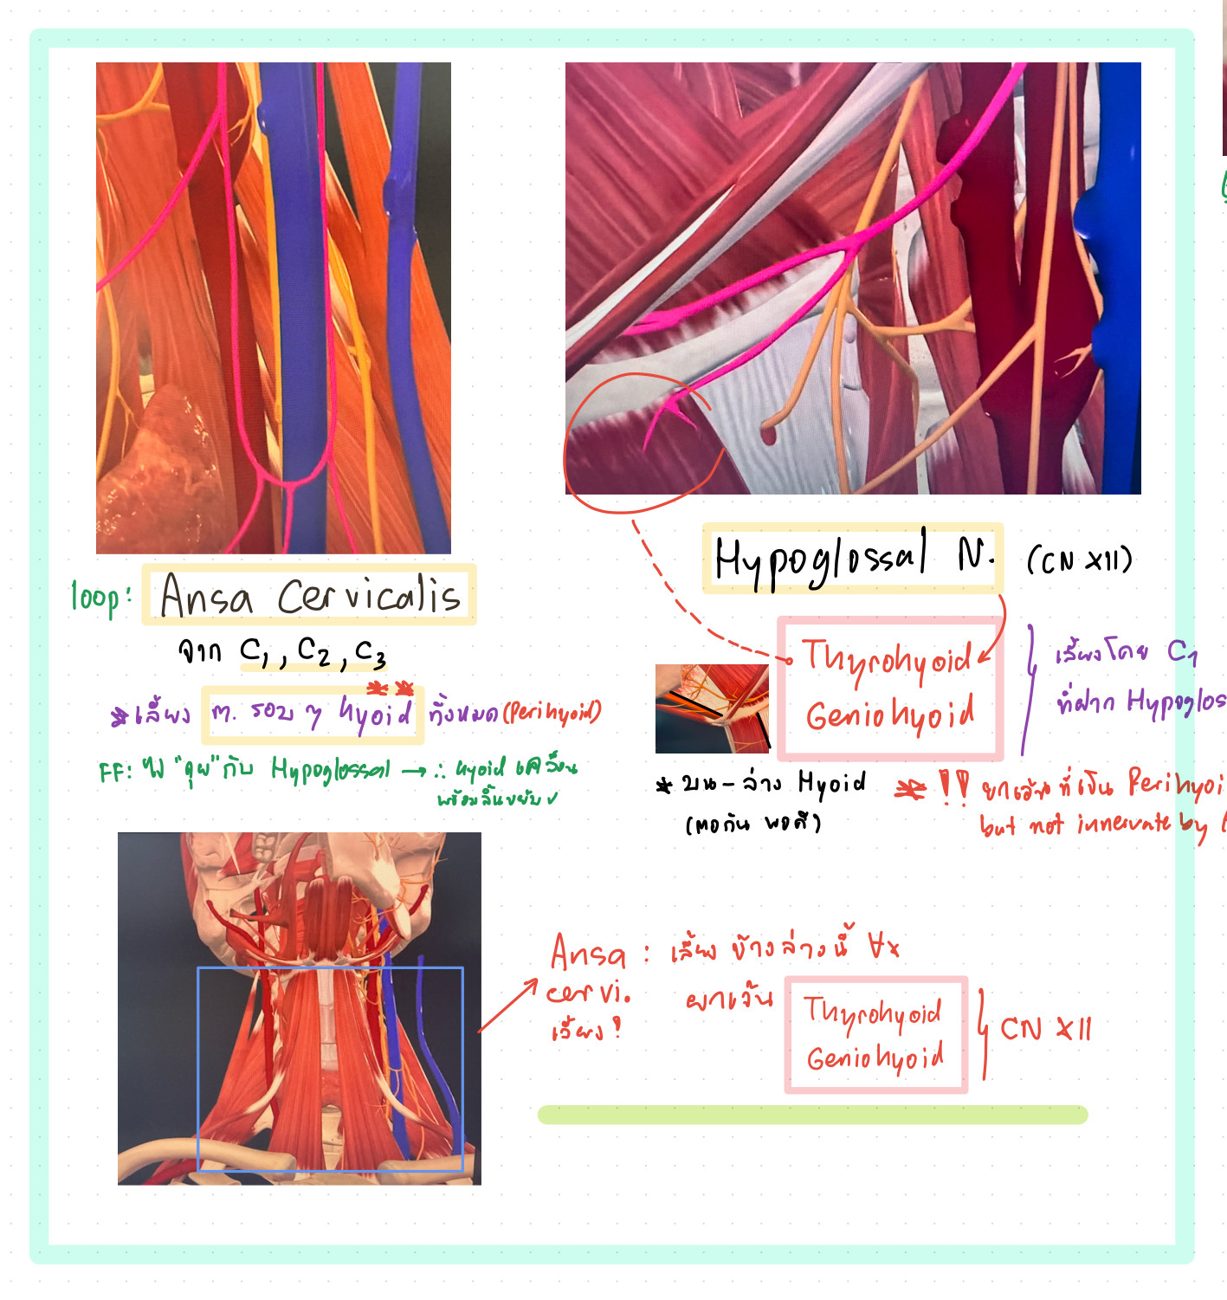 loop: Ansa Cervicalis
จาก C₁, C₂, C₃
* เลี้ยง m. รอบ ๆ hyoid ทั้งหมด (Perihyoid)
FF: ไป "คุย" กับ Hypoglossal → ∴ hyoid เคลื่อน
พร้อมลิ้นขยับ
Hypoglossal N. (CN XII)
Thyrohyoid
Geniohyoid
เลี้ยงโดย C₁
ที่ฝาก Hypoglos
* บน - ล่าง Hyoid
(ต่อกัน พอดี)
* !! ยกเว้น ที่เป็น Perihyoi
but not innervate by
Ansa
cervi.
เลี้ยง?
: เลี้ยง ข้างล่างนี้ ∀x
ยกเว้น
Thyrohyoid
Geniohyoid
CN XII